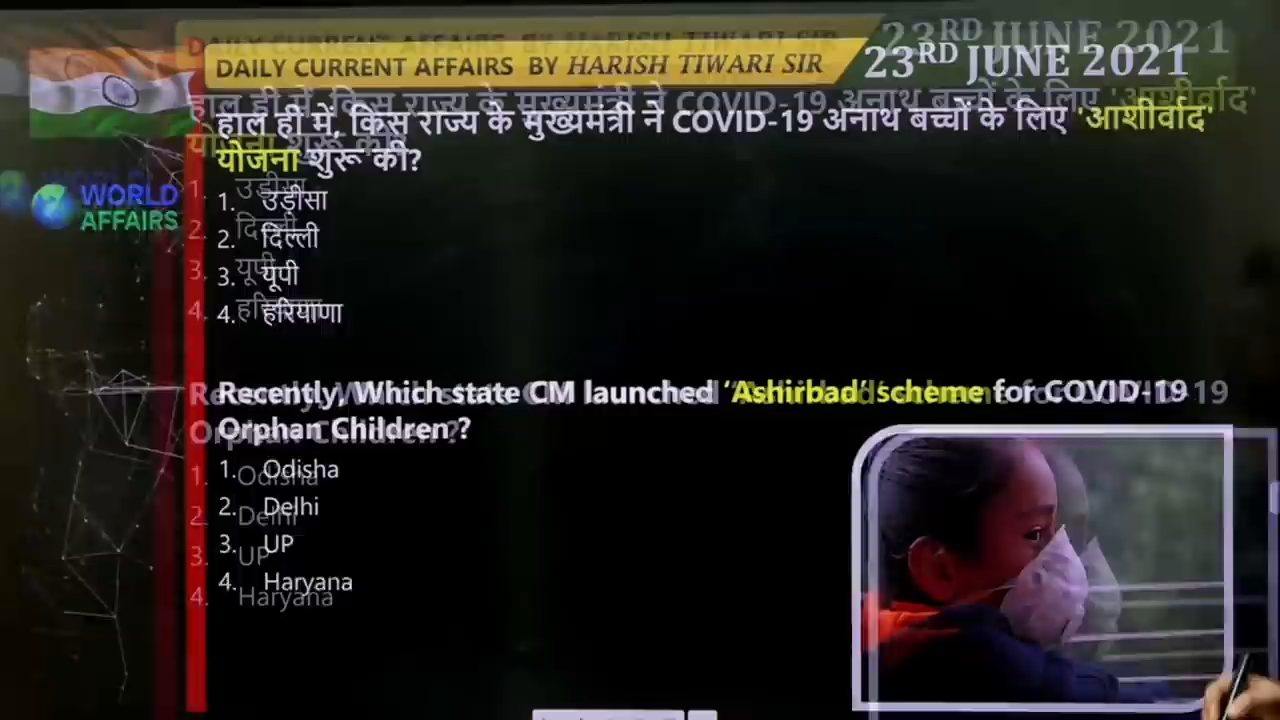 DAILY CURRENT AFFAIRS BY HARISH TIWARI SIR
23RD JUNE 2021
हाल ही में, किस राज्य के मुख्यमंत्री ने COVID-19 अनाथ बच्चों के लिए 'आशीर्वाद'
योजना शुरू की?
WORLD
AFFAIRS
1. उड़ीसा
2. दिल्ली
3. यूपी
4. हरियाणा
Recently, Which state CM launched ‘Ashirbad’ scheme for COVID-19
Orphan Children ?
1. Odisha
2. Delhi
3. UP
4. Haryana